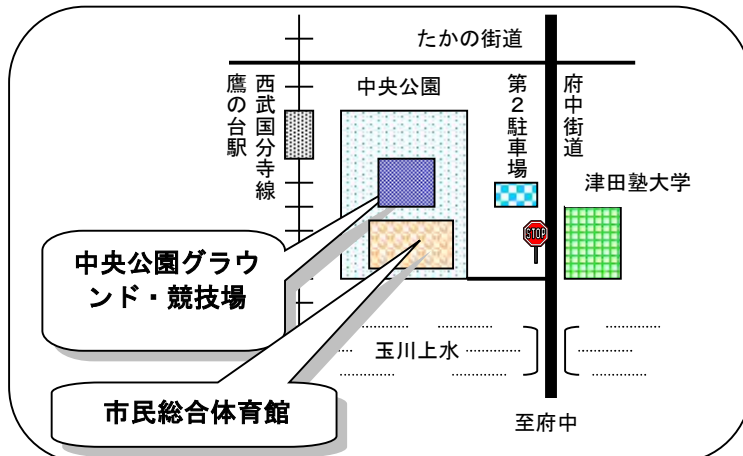 たかの街道
西武国分寺線
鷹の台駅
中央公園
第2駐車場
府中街道
津田塾大学
STOP
中央公園グラウ
ンド・競技場
玉川上水
市民総合体育館
至府中